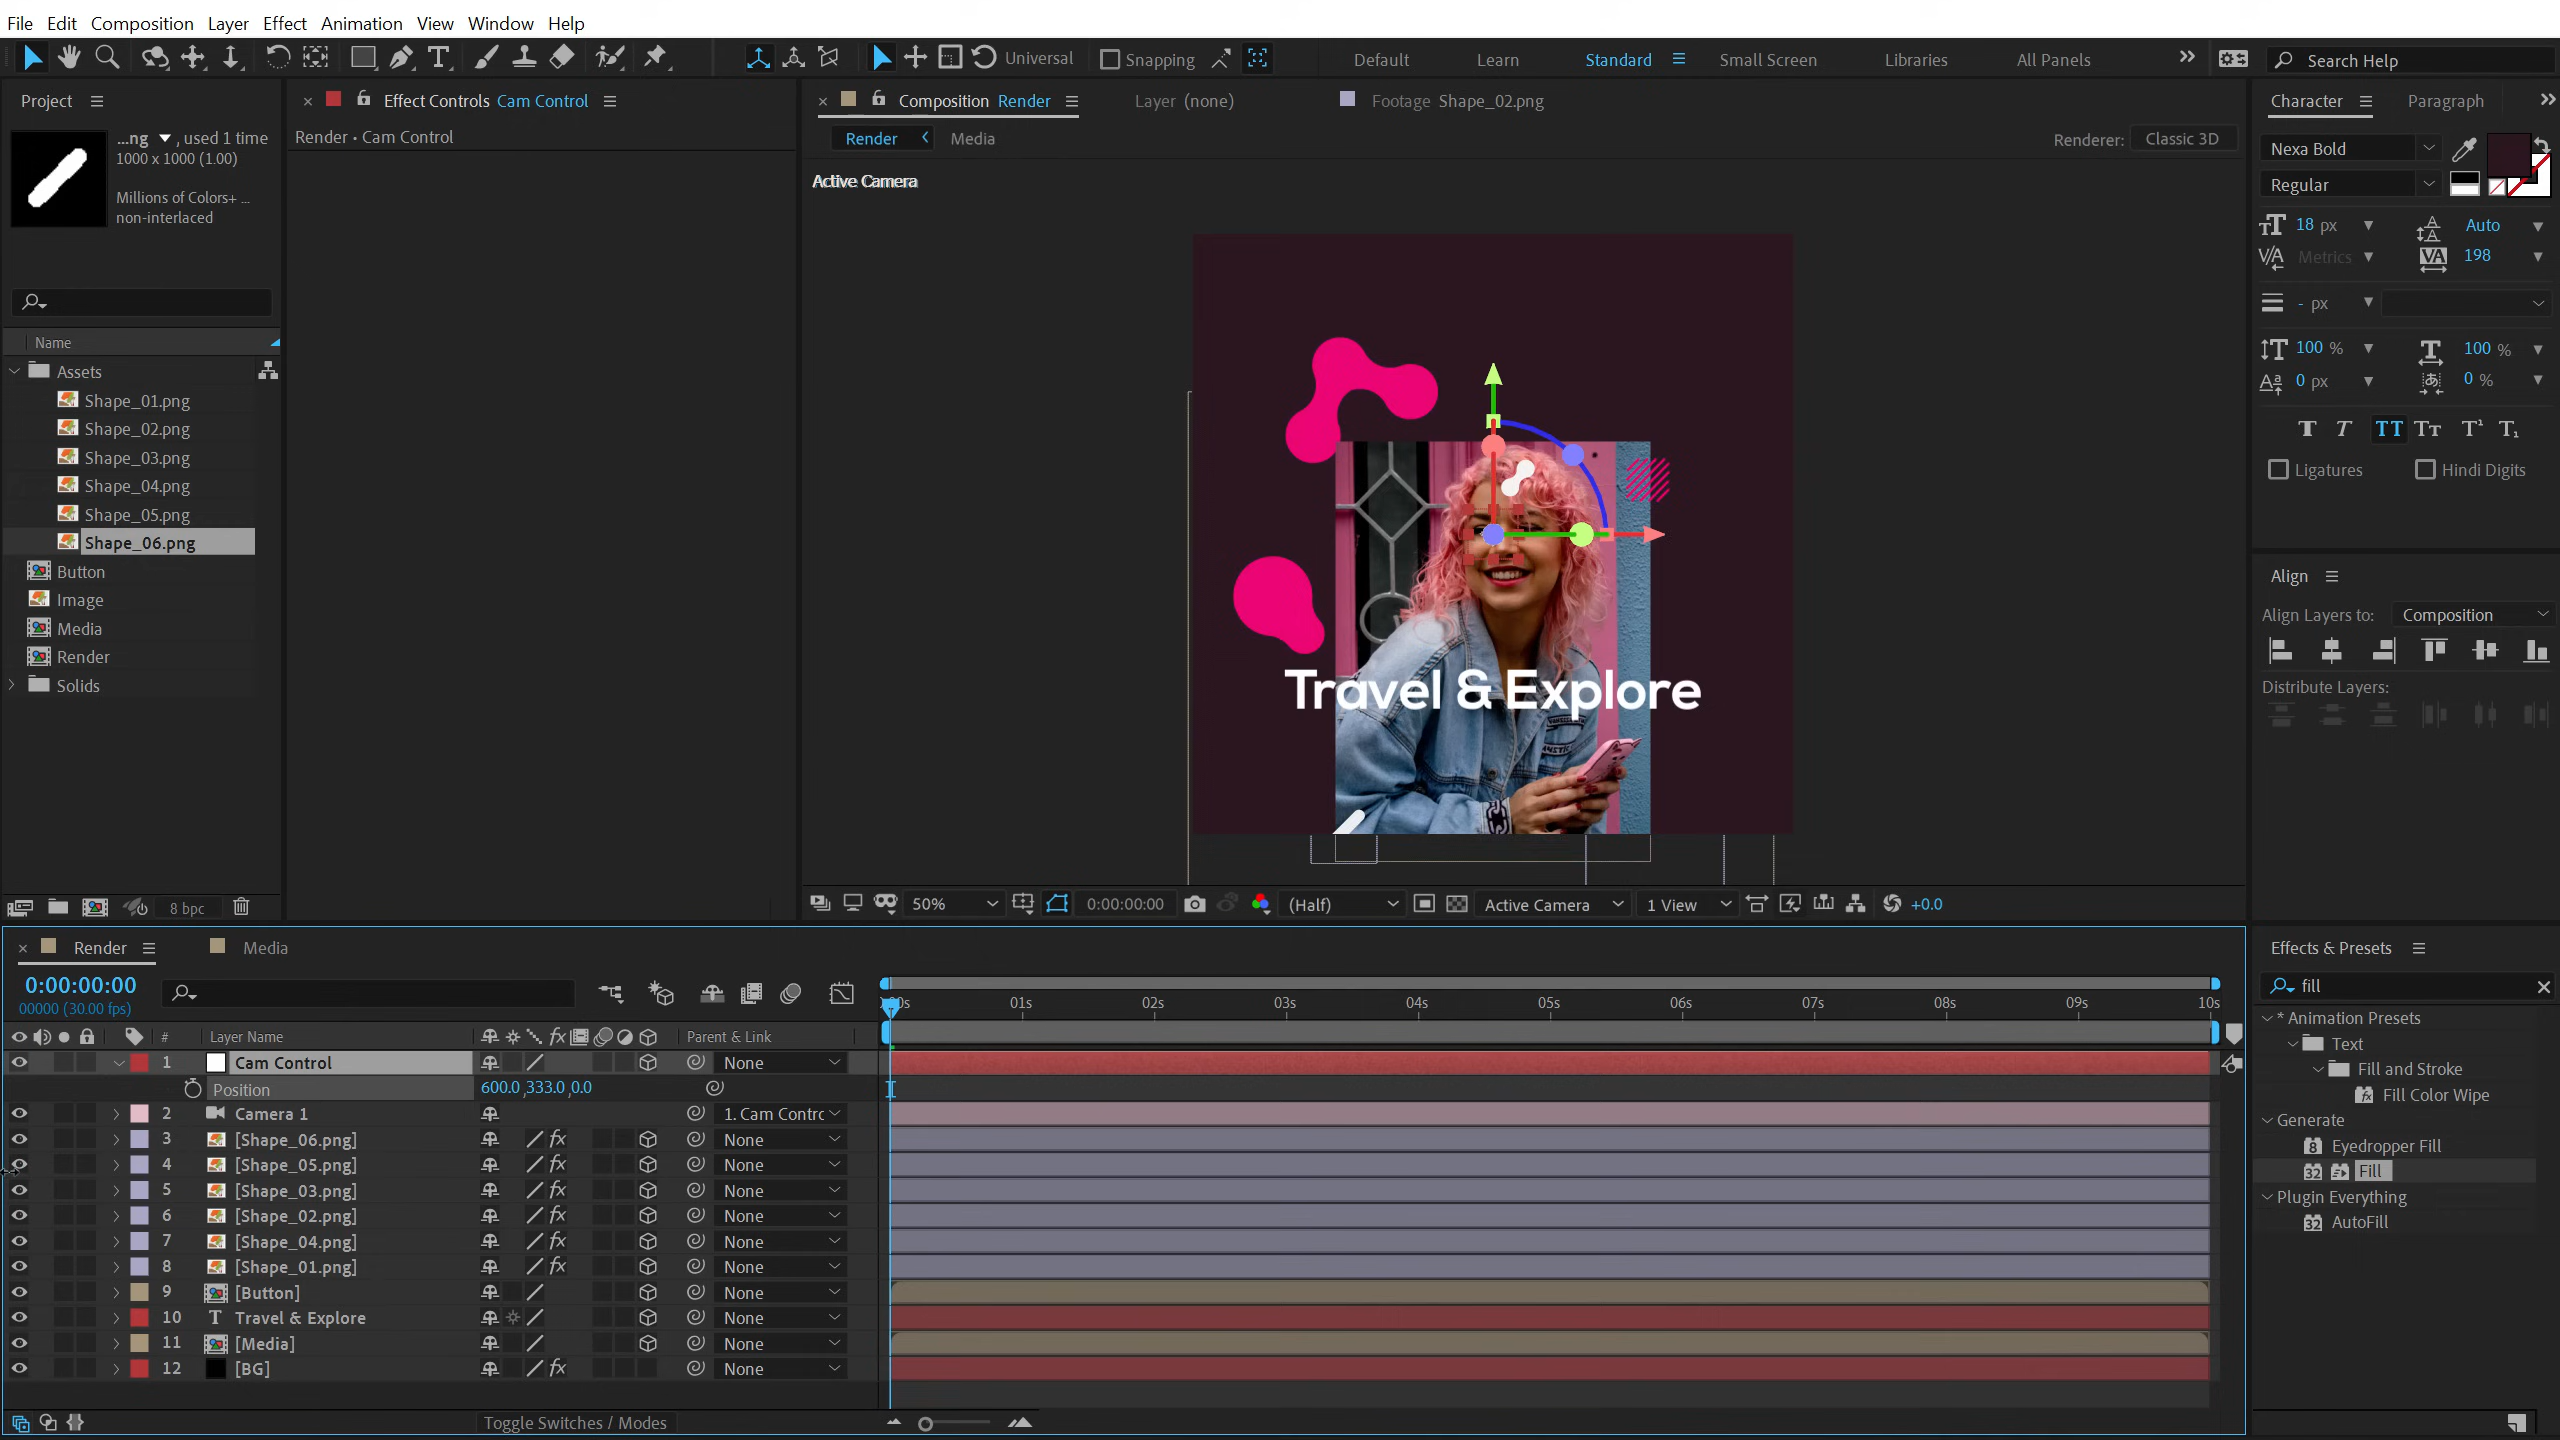 File Edit Composition Layer Effect Animation View Window Help
Universal Snapping Default Learn Standard Small Screen Libraries All Panels Search Help
Project
...ng , used 1 time
1000 x 1000 (1.00)
Millions of Colors+ ...
non-interlaced
Name
Assets
Shape_01.png
Shape_02.png
Shape_03.png
Shape_04.png
Shape_05.png
Shape_06.png
Button
Image
Media
Render
Solids
8 bpc
Effect Controls Cam Control
Render • Cam Control
Composition Render Layer (none) Footage Shape_02.png
Render Media Renderer: Classic 3D
Active Camera
Travel & Explore
50% 0:00:00:00 (Half) Active Camera 1 View +0.0
Character Paragraph
Nexa Bold
Regular
18 px Auto
Metrics 198
- px
100 % 100 %
0 px 0 %
Ligatures Hindi Digits
Align
Align Layers to: Composition
Distribute Layers:
Render Media
0:00:00:00
00000 (30.00 fps)
01s 02s 03s 04s 05s 06s 07s 08s 09s 10s
# Layer Name Parent & Link
1 Cam Control None
Position 600.0 ,333.0 ,0.0
2 Camera 1 1. Cam Contrc
3 [Shape_06.png] None
4 [Shape_05.png] None
5 [Shape_03.png] None
6 [Shape_02.png] None
7 [Shape_04.png] None
8 [Shape_01.png] None
9 [Button] None
10 Travel & Explore None
11 [Media] None
12 [BG] None
Toggle Switches / Modes
Effects & Presets
fill
* Animation Presets
Text
Fill and Stroke
Fill Color Wipe
Generate
Eyedropper Fill
Fill
Plugin Everything
AutoFill